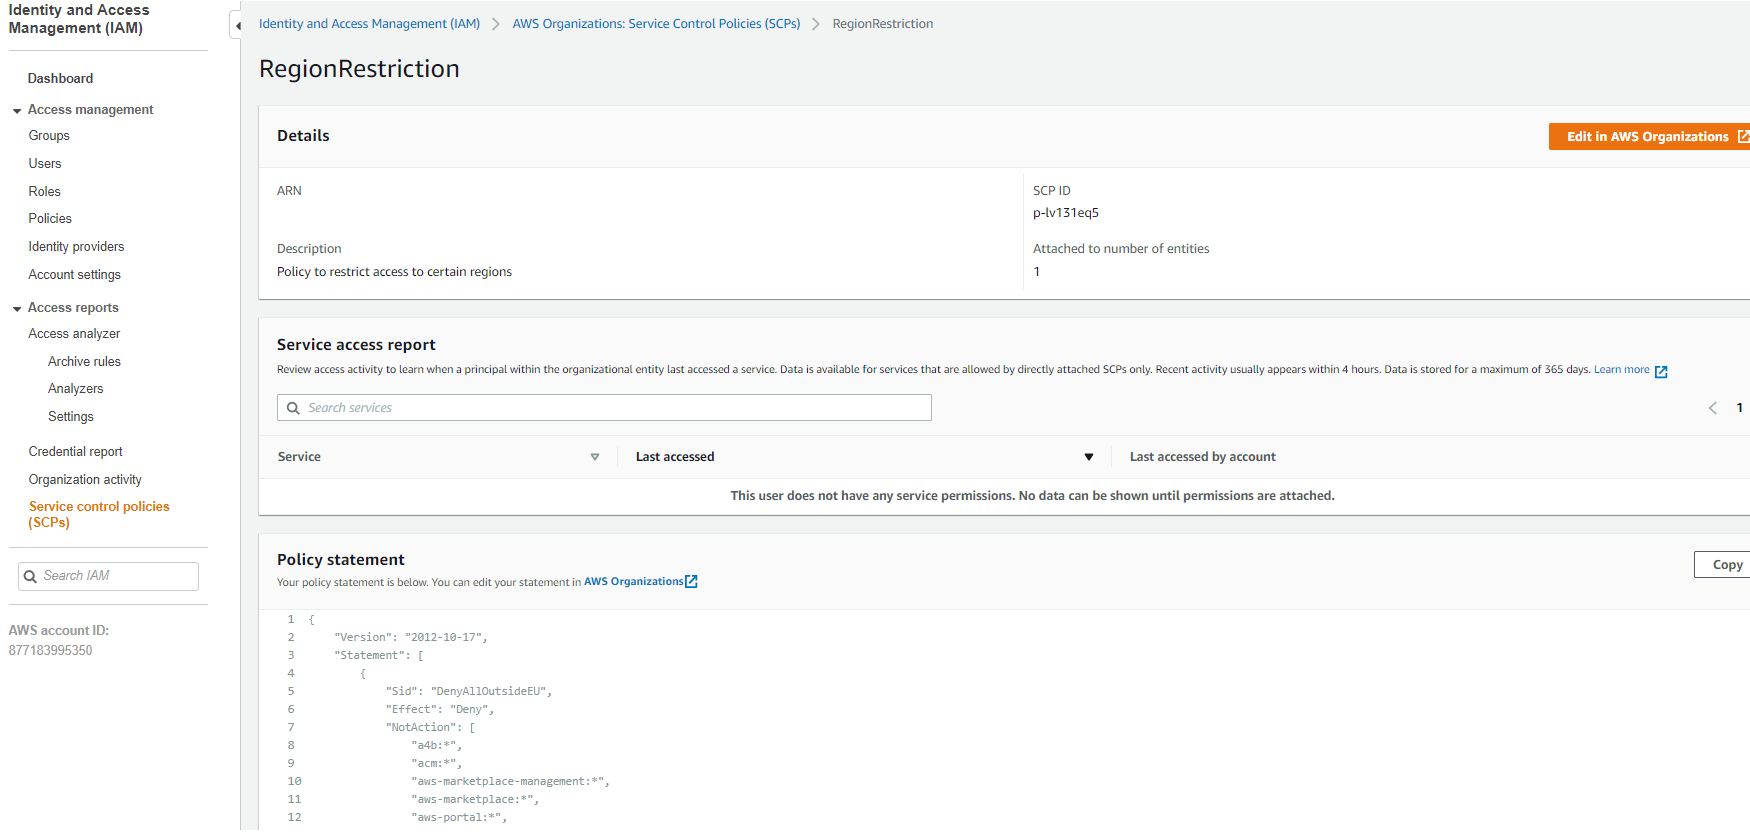 Identity and Access
Management (IAM)
Dashboard
Access management
Groups
Users
Roles
Policies
Identity providers
Account settings
Access reports
Access analyzer
Archive rules
Analyzers
Settings
Credential report
Organization activity
Service control policies
(SCPs)
Search IAM
AWS account ID:
877183995350
Identity and Access Management (IAM) > AWS Organizations: Service Control Policies (SCPs) > RegionRestriction
RegionRestriction
Details
Edit in AWS Organizations
ARN
SCP ID
p-lv131eq5
Description
Policy to restrict access to certain regions
Attached to number of entities
1
Service access report
Review access activity to learn when a principal within the organizational entity last accessed a service. Data is available for services that are allowed by directly attached SCPs only. Recent activity usually appears within 4 hours. Data is stored for a maximum of 365 days. Learn more
Search services
< 1
Service
Last accessed
Last accessed by account
This user does not have any service permissions. No data can be shown until permissions are attached.
Policy statement
Your policy statement is below. You can edit your statement in AWS Organizations
Copy
1 {
2 "Version": "2012-10-17",
3 "Statement": [
4 {
5 "Sid": "DenyAllOutsideEU",
6 "Effect": "Deny",
7 "NotAction": [
8 "a4b:*",
9 "acm:*",
10 "aws-marketplace-management:*",
11 "aws-marketplace:*",
12 "aws-portal:*",